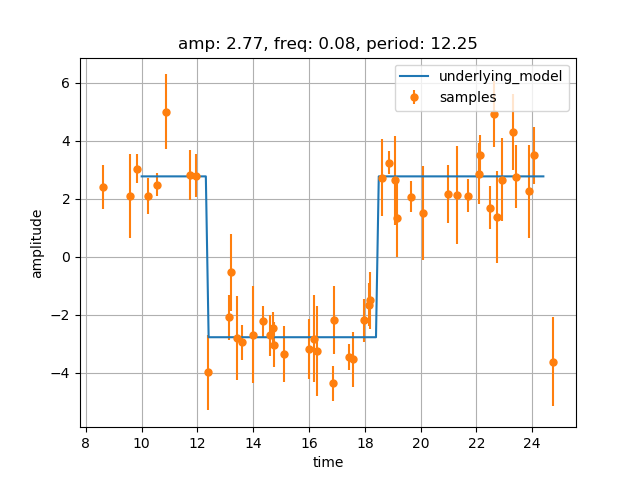 amp: 2.77, freq: 0.08, period: 12.25
underlying_model
samples
6
4
2
0
−2
−4
amplitude
8 10 12 14 16 18 20 22 24
time